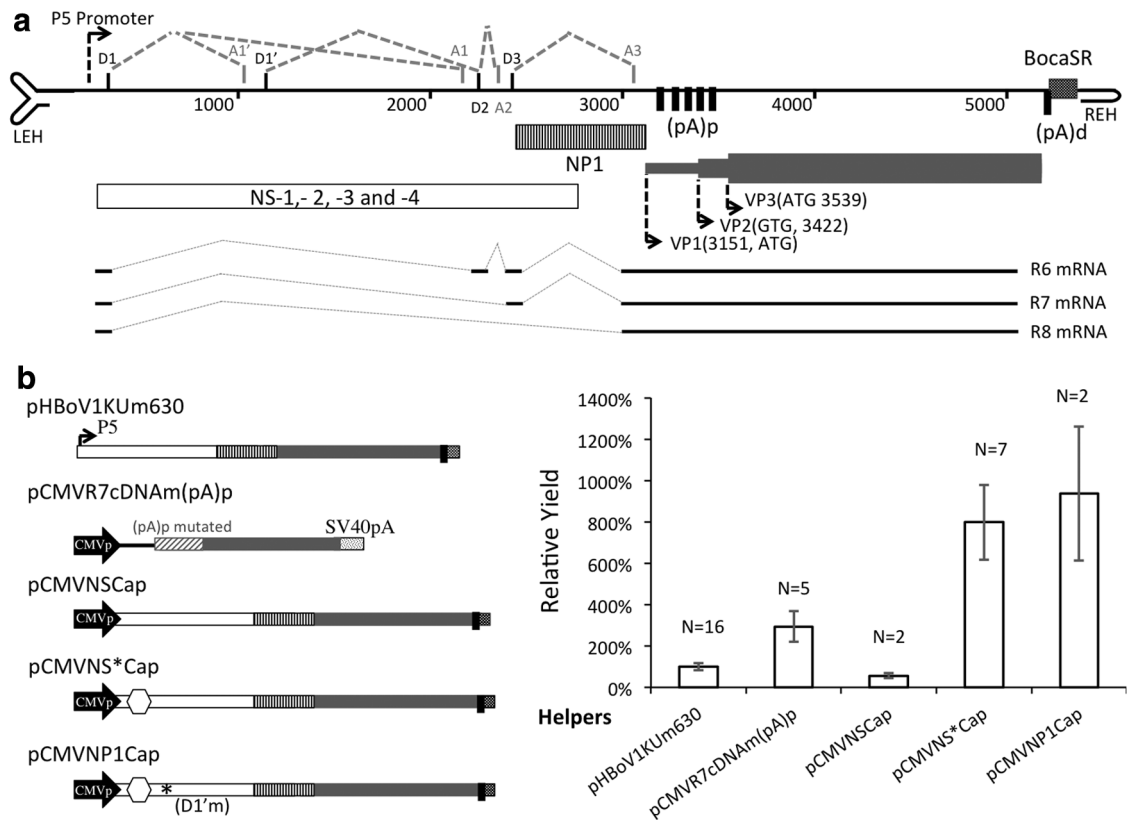 a
P5 Promoter
D1 A1' D1' A1 D3 A3
BocaSR
1000 2000 D2 A2 3000 4000 5000
LEH
(pA)p
(pA)d
REH
NP1
NS-1,- 2, -3 and -4
VP3(ATG 3539)
VP2(GTG, 3422)
VP1(3151, ATG)
R6 mRNA
R7 mRNA
R8 mRNA
b
pHBoV1KUm630
P5
pCMVR7cDNAm(pA)p
(pA)p mutated
SV40pA
CMVp
pCMVNSCap
CMVp
pCMVNS*Cap
CMVp
pCMVNP1Cap
CMVp
*
(D1'm)
Relative Yield
1400%
1200%
1000%
800%
600%
400%
200%
0%
N=16
N=5
N=2
N=7
N=2
Helpers
pHBoV1KUm630
pCMVR7cDNAm(pA)p
pCMVNSCap
pCMVNS*Cap
pCMVNP1Cap